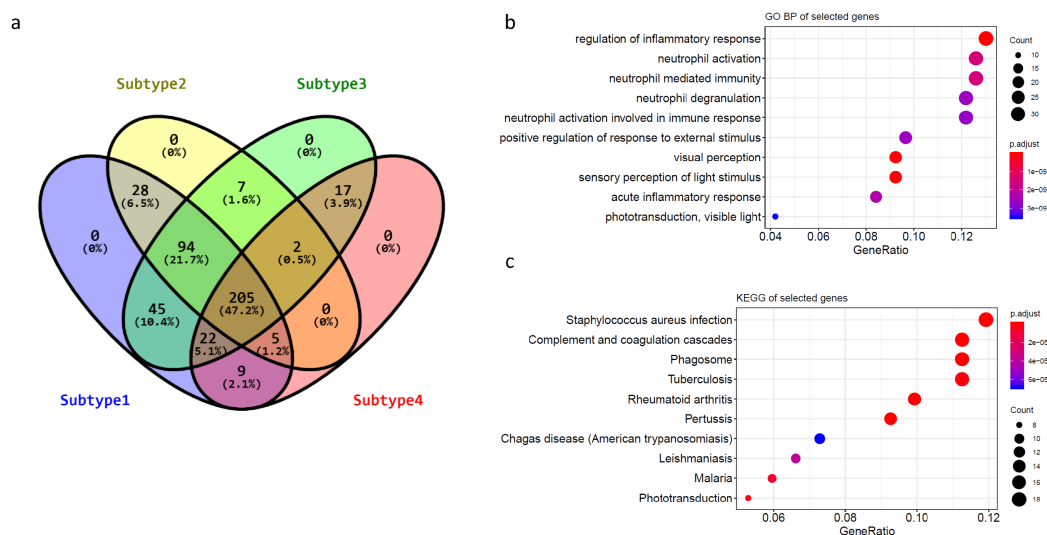 a
Subtype2
Subtype3
0
(0%)
0
(0%)
28
(6.5%)
7
(1.6%)
17
(3.9%)
0
(0%)
94
(21.7%)
2
(0.5%)
0
(0%)
205
(47.2%)
45
(10.4%)
0
(0%)
22
5.1%)
5
(1.2%
9
(2.1%)
Subtype1
Subtype4
b
GO BP of selected genes
regulation of inflammatory response
neutrophil activation
neutrophil mediated immunity
neutrophil degranulation
neutrophil activation involved in immune response
positive regulation of response to external stimulus
visual perception
sensory perception of light stimulus
acute inflammatory response
phototransduction, visible light
0.04 0.06 0.08 0.10 0.12
GeneRatio
Count
10
15
20
25
30
p.adjust
1e-09
3e-09
c
KEGG of selected genes
Staphylococcus aureus infection
Complement and coagulation cascades
Phagosome
Tuberculosis
Rheumatoid arthritis
Pertussis
Chagas disease (American trypanosomiasis)
Leishmaniasis
Malaria
Phototransduction
0.06 0.08 0.10 0.12
GeneRatio
p.adjust
2e-05
6e-05
Count
8
10
12
14
16
18